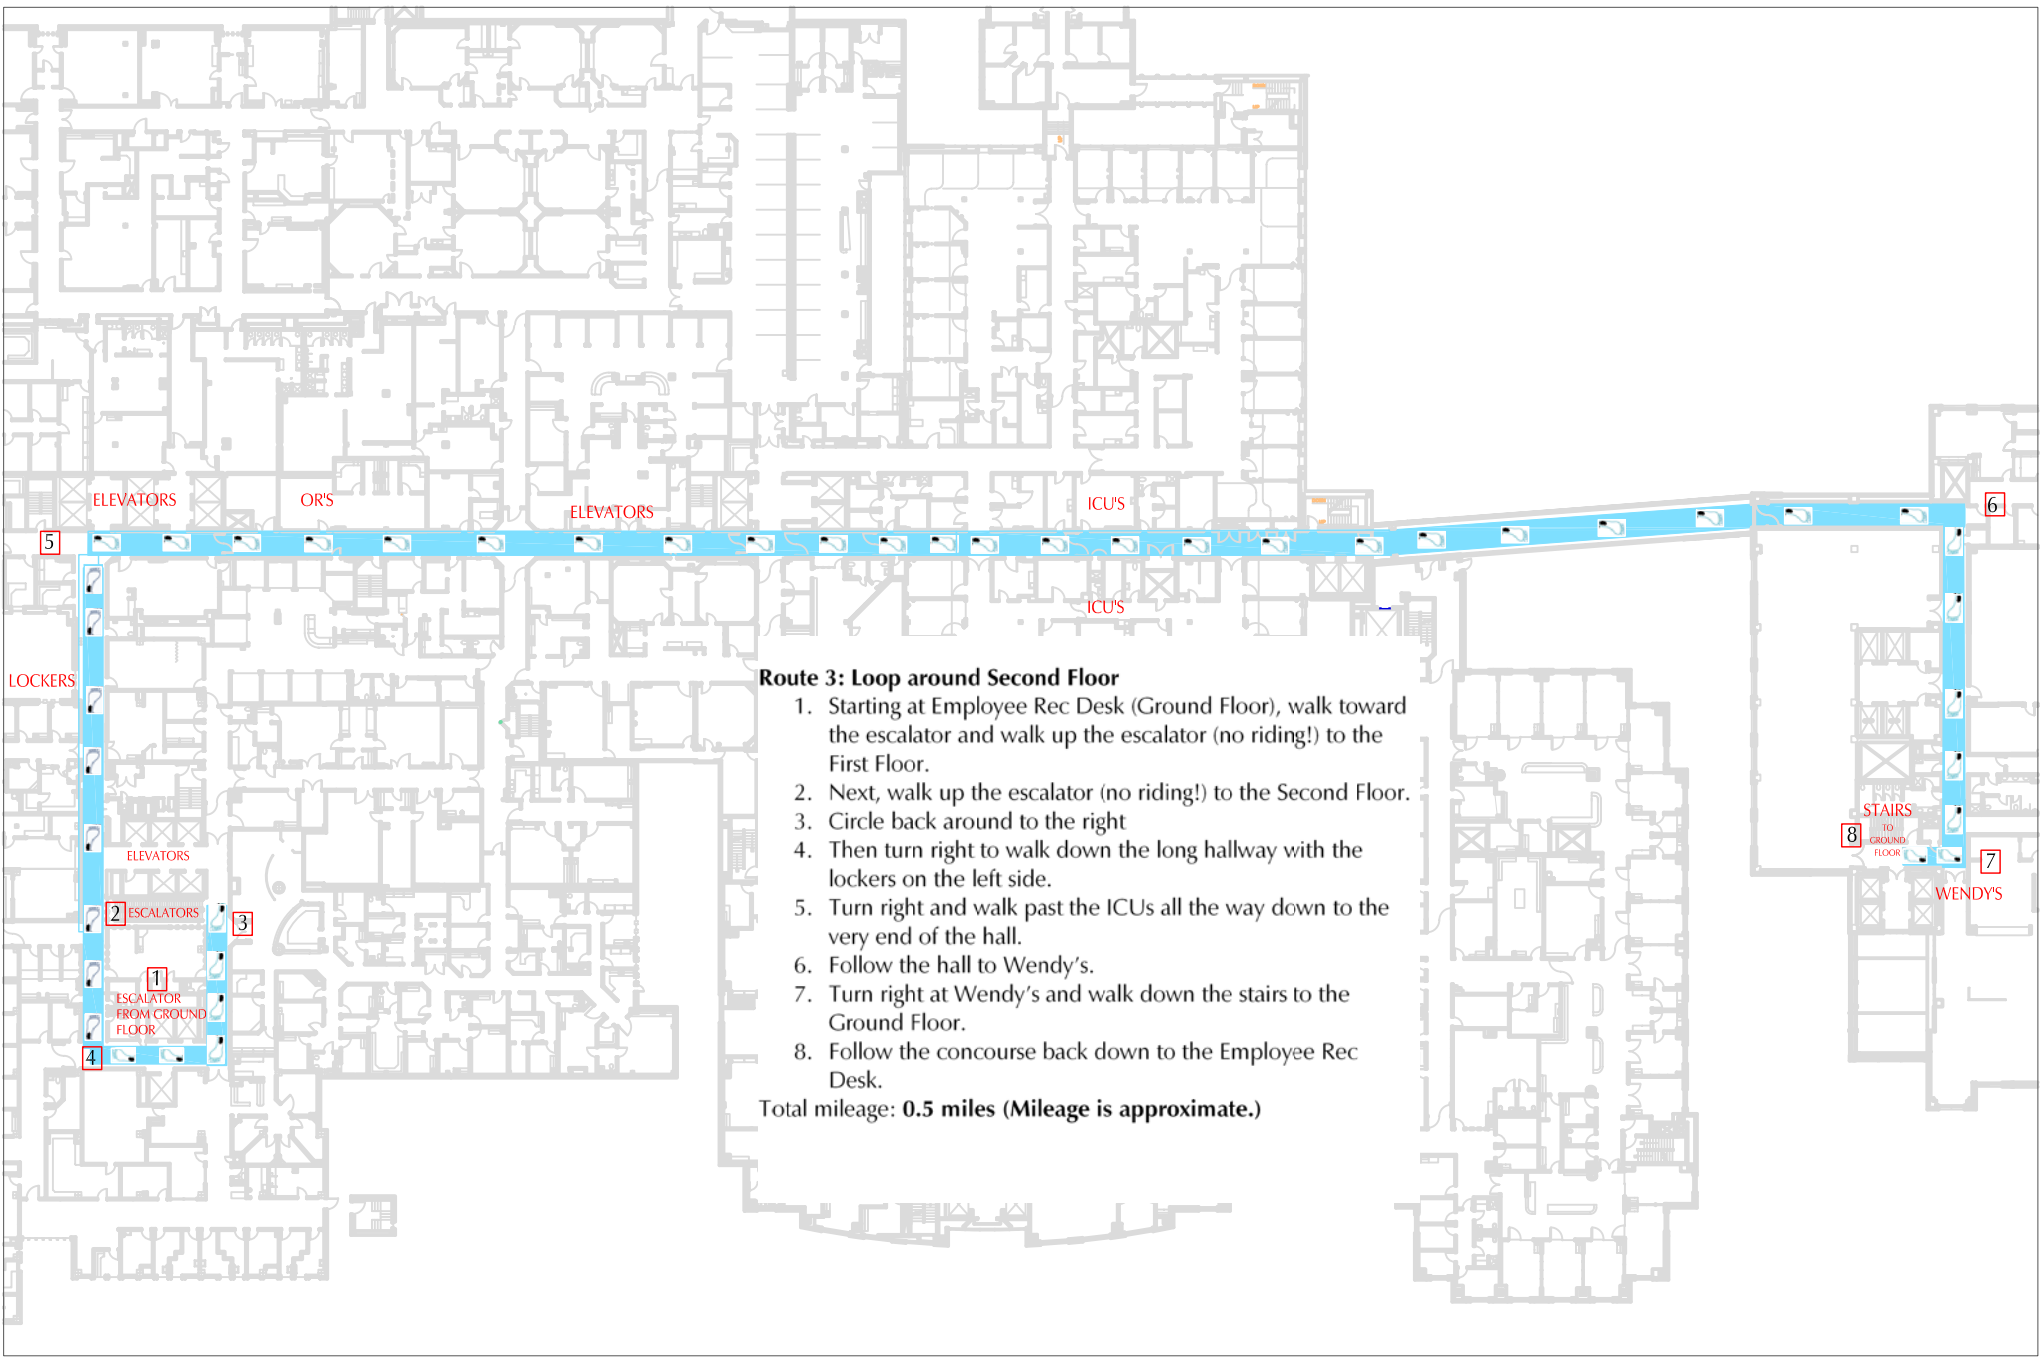 ELEVATORS
OR'S
ELEVATORS
ICU'S
6
5
ICU'S
LOCKERS
Route 3: Loop around Second Floor
1. Starting at Employee Rec Desk (Ground Floor), walk toward
the escalator and walk up the escalator (no riding!) to the
First Floor.
2. Next, walk up the escalator (no riding!) to the Second Floor.
3. Circle back around to the right
4. Then turn right to walk down the long hallway with the
lockers on the left side.
5. Turn right and walk past the ICUs all the way down to the
very end of the hall.
6. Follow the hall to Wendy's.
7. Turn right at Wendy's and walk down the stairs to the
Ground Floor.
8. Follow the concourse back down to the Employee Rec
Desk.
Total mileage: 0.5 miles (Mileage is approximate.)
STAIRS
TO
GROUND
FLOOR
8
7
WENDY'S
ELEVATORS
2
ESCALATORS
3
1
ESCALATOR
FROM GROUND
FLOOR
4